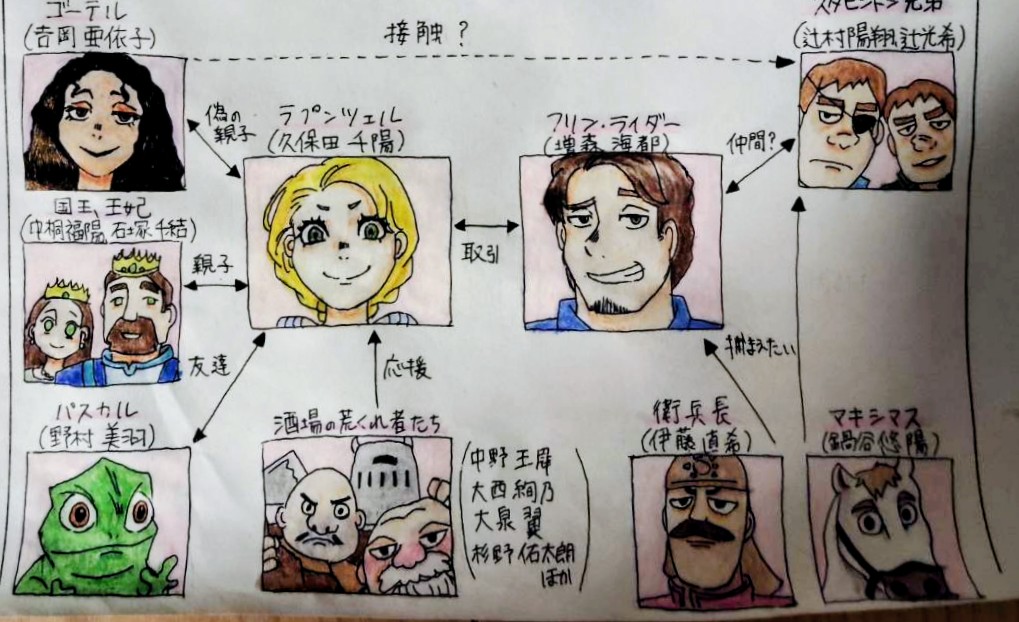 ゴーテル
(吉岡 亜依子)
接触?
スタビントン兄弟
(辻村陽翔、辻光希)
偽の
親子
ラプンツェル
(久保田 千陽)
フリン・ライダー
(増森 海都)
仲間?
国王、王妃
(中桐福陽、石塚千結)
親子
取引
友達
応援
捕まえたい
パスカル
(野村 美羽)
酒場の荒くれ者たち
(中野 王
大西 絢乃
大泉 翼
杉野 佑太朗
ほか)
衛兵長
(伊藤直希)
マキシマス
(鍋谷悠陽)